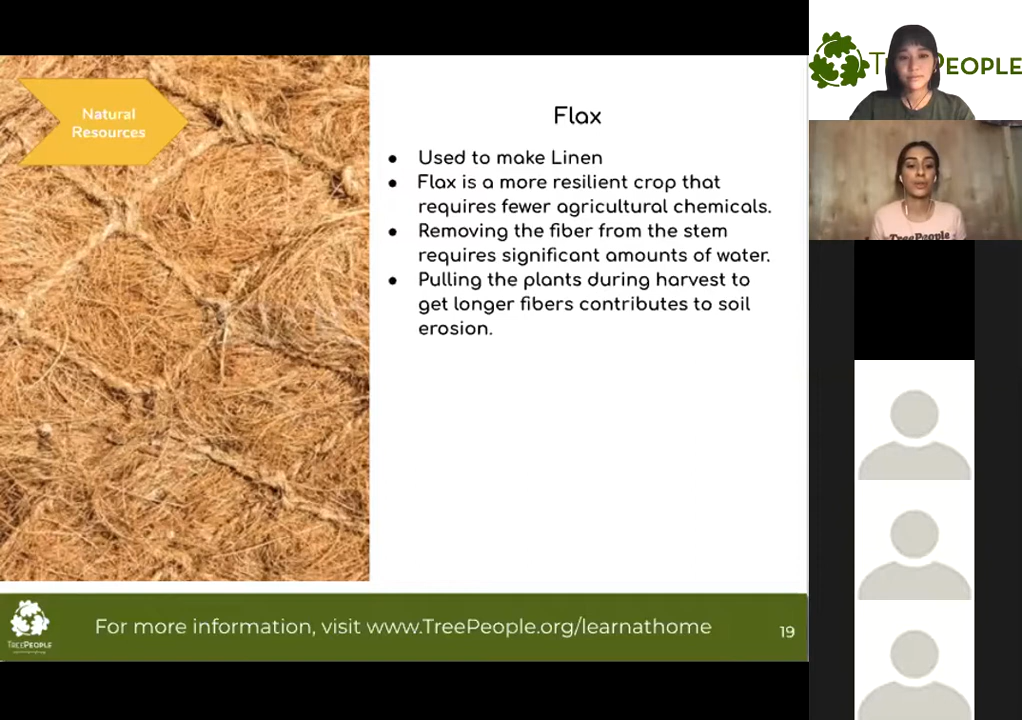 Natural
Resources
Flax
● Used to make Linen
● Flax is a more resilient crop that
requires fewer agricultural chemicals.
● Removing the fiber from the stem
requires significant amounts of water.
● Pulling the plants during harvest to
get longer fibers contributes to soil
erosion.
TREEPEOPLE
For more information, visit www.TreePeople.org/learnathome
19
EOPLE
TreePeople